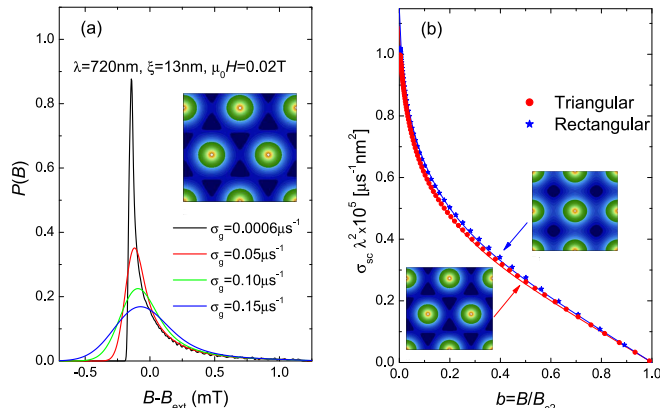 (a)
λ=720nm, ξ=13nm, μ₀H=0.02T
P(B)
1.0
0.8
0.6
0.4
0.2
0.0
σg=0.0006μs⁻¹
σg=0.05μs⁻¹
σg=0.10μs⁻¹
σg=0.15μs⁻¹
-0.5 0.0 0.5 1.0
B-Bext (mT)
(b)
Triangular
Rectangular
σsc λ²x10⁵ [μs⁻¹nm²]
1.0
0.8
0.6
0.4
0.2
0.0
0.0 0.2 0.4 0.6 0.8 1.0
b=B/Bc2